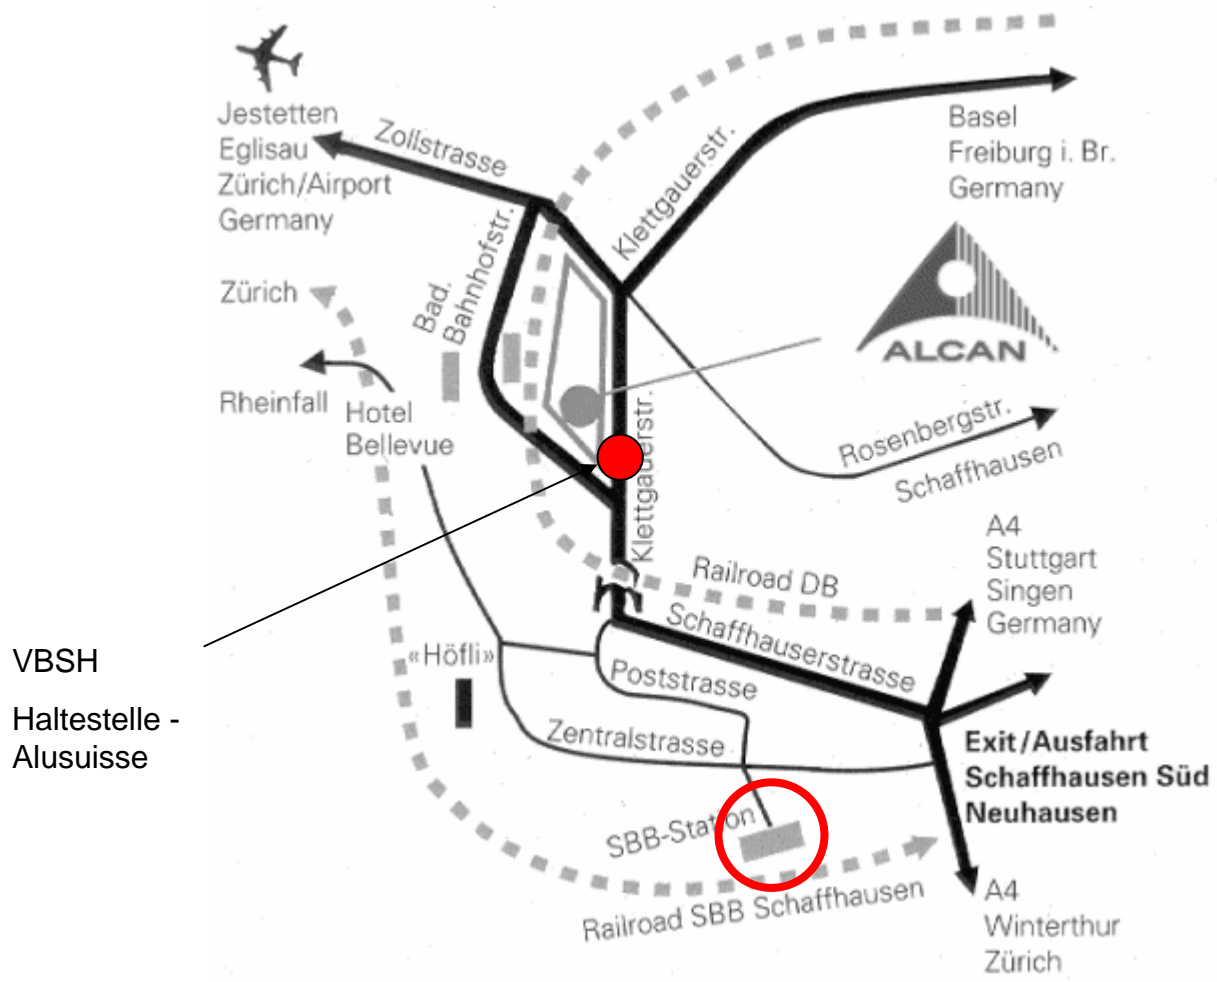 Jestetten
Eglisau
Zürich/Airport
Germany
Zollstrasse
Klettgauerstr.
Basel
Freiburg i. Br.
Germany
Zürich
Bad.
Bahnhofstr.
ALCAN
Rheinfall
Hotel
Bellevue
Klettgauerstr.
Rosenbergstr.
Schaffhausen
Klettgauerstr.
A4
Stuttgart
Singen
Germany
Railroad DB
Schaffhauserstrasse
VBSH
Haltestelle -
Alusuisse
«Höfli»
Poststrasse
Zentralstrasse
Exit/Ausfahrt
Schaffhausen Süd
Neuhausen
SBB-Station
Railroad SBB Schaffhausen
A4
Winterthur
Zürich